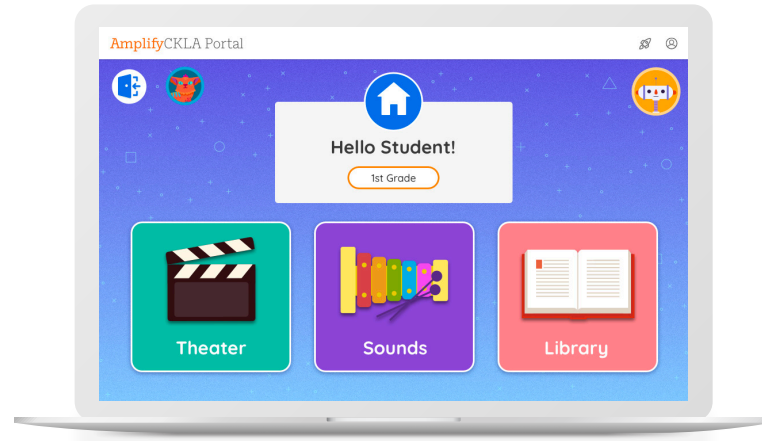 AmplifyCKLA Portal
Hello Student!
1st Grade
Theater
Sounds
Library